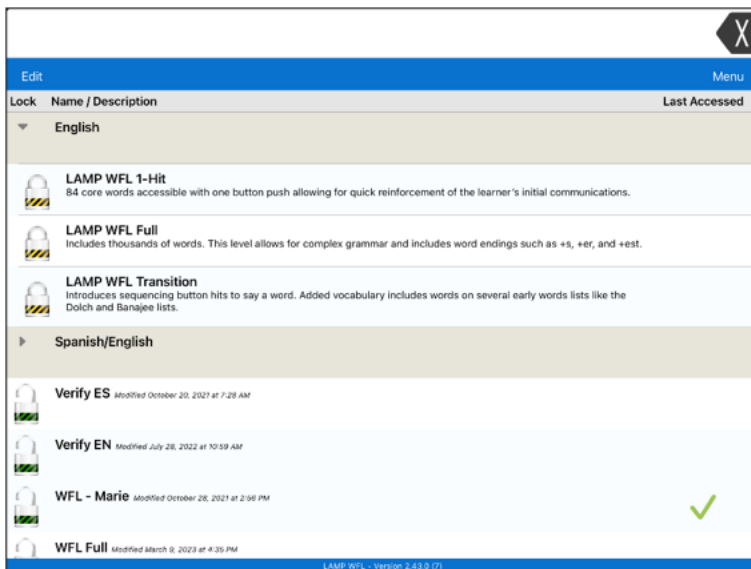 X
Edit Menu
Lock Name / Description Last Accessed
English
LAMP WFL 1-Hit
84 core words accessible with one button push allowing for quick reinforcement of the learner's initial communications.
LAMP WFL Full
Includes thousands of words. This level allows for complex grammar and includes word endings such as +s, +er, and +est.
LAMP WFL Transition
Introduces sequencing button hits to say a word. Added vocabulary includes words on several early words lists like the
Dolch and Banajee lists.
Spanish/English
Verify ES Modified October 20, 2021 at 7:28 AM
Verify EN Modified July 28, 2022 at 10:59 AM
WFL - Marie Modified October 28, 2021 at 2:56 PM
WFL Full Modified March 9, 2023 at 4:35 PM
LAMP WFL - Version 2.43.0 (7)